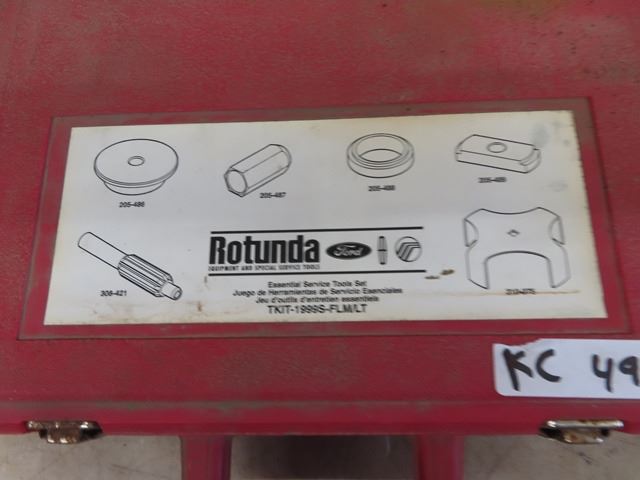 205-486
205-487
205-488
205-489
Rotunda
Ford
EQUIPMENT AND SPECIAL SERVICE TOOLS
308-421
Essential Service Tools Set
Juego de Herramientas de Servicio Esenciales
Jeu d'outils d'entretien essentiels
TKIT-1999S-FLM/LT
KC 49